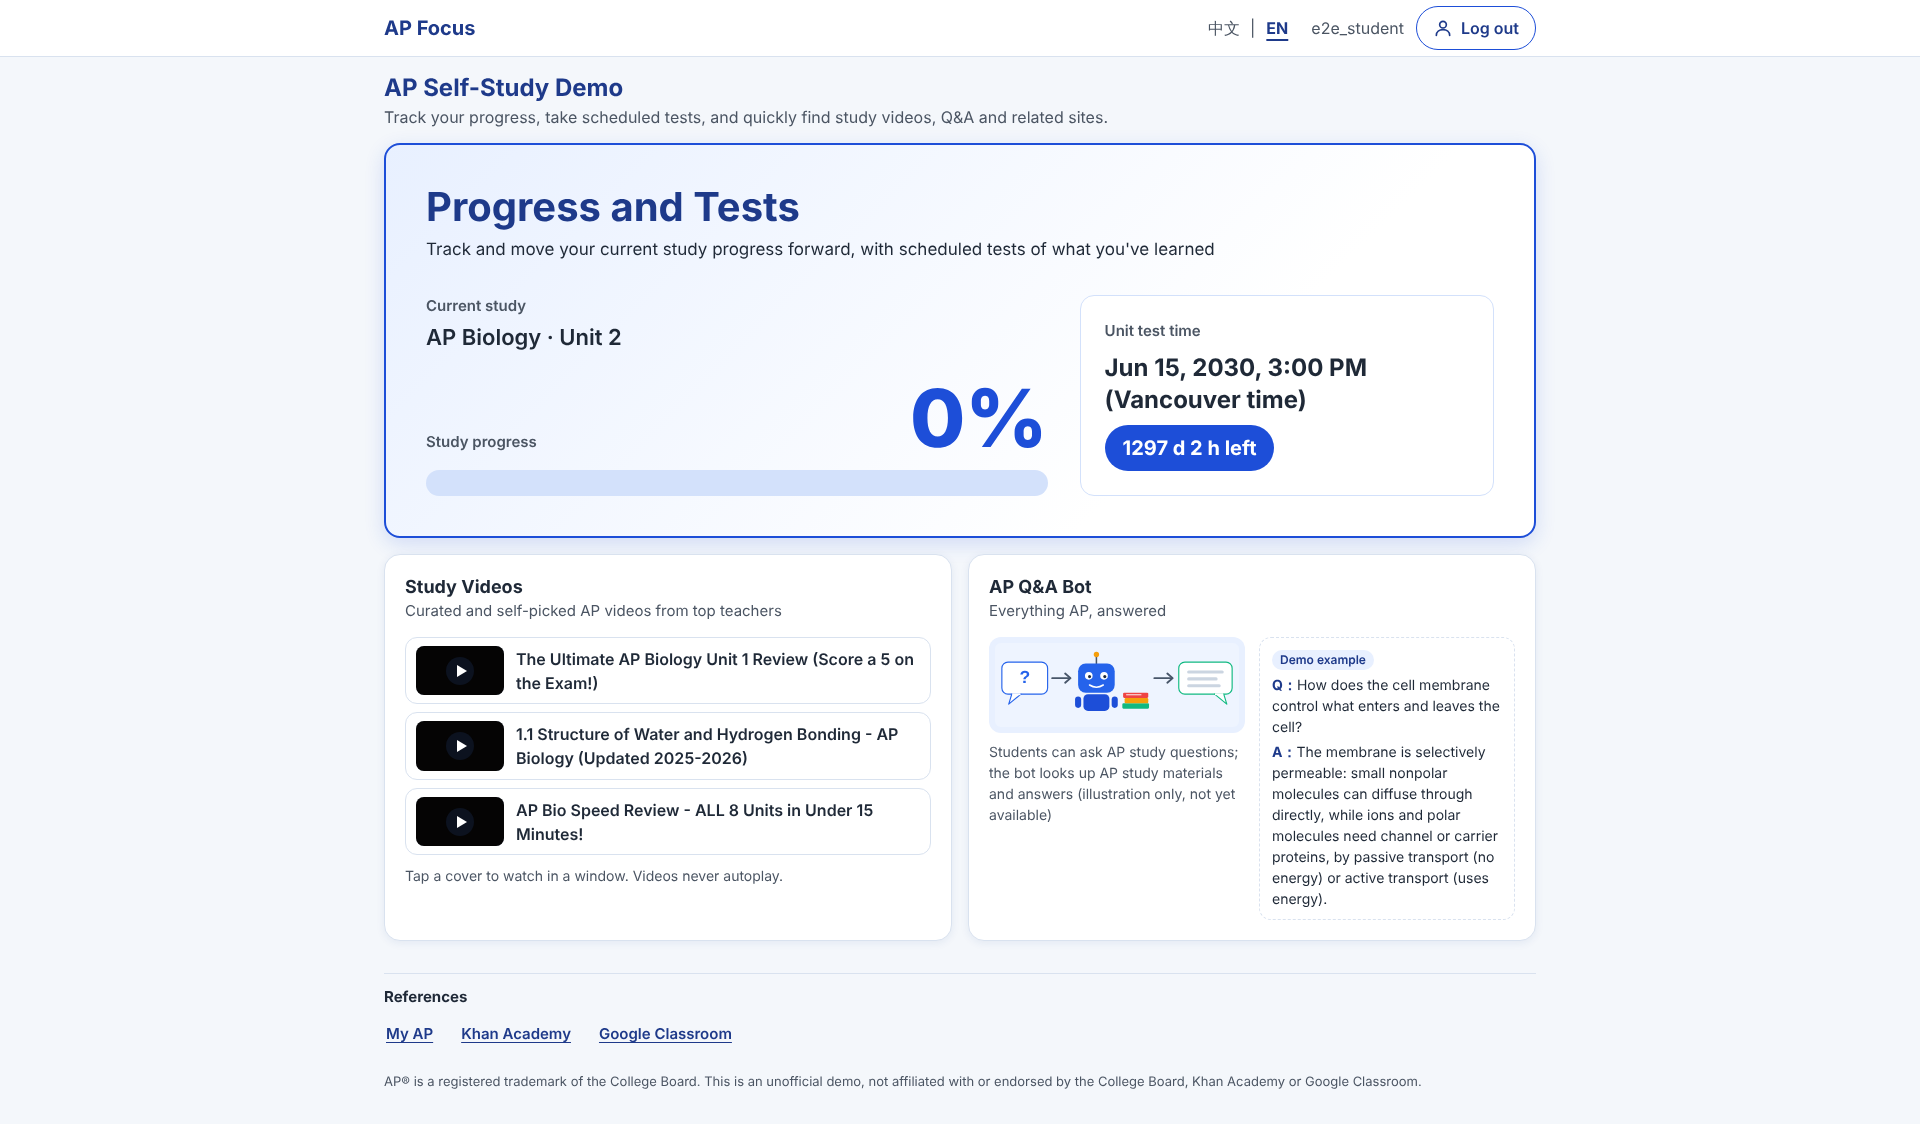 AP Focus
中文 | EN e2e_student Log out
AP Self-Study Demo
Track your progress, take scheduled tests, and quickly find study videos, Q&A and related sites.
Progress and Tests
Track and move your current study progress forward, with scheduled tests of what you've learned
Current study
AP Biology · Unit 2
Study progress
0%
Unit test time
Jun 15, 2030, 3:00 PM
(Vancouver time)
1297 d 2 h left
Study Videos
Curated and self-picked AP videos from top teachers
The Ultimate AP Biology Unit 1 Review (Score a 5 on
the Exam!)
1.1 Structure of Water and Hydrogen Bonding - AP
Biology (Updated 2025-2026)
AP Bio Speed Review - ALL 8 Units in Under 15
Minutes!
Tap a cover to watch in a window. Videos never autoplay.
AP Q&A Bot
Everything AP, answered
?
Students can ask AP study questions;
the bot looks up AP study materials
and answers (illustration only, not yet
available)
Demo example
Q：How does the cell membrane
control what enters and leaves the
cell?
A：The membrane is selectively
permeable: small nonpolar
molecules can diffuse through
directly, while ions and polar
molecules need channel or carrier
proteins, by passive transport (no
energy) or active transport (uses
energy).
References
My AP Khan Academy Google Classroom
AP® is a registered trademark of the College Board. This is an unofficial demo, not affiliated with or endorsed by the College Board, Khan Academy or Google Classroom.